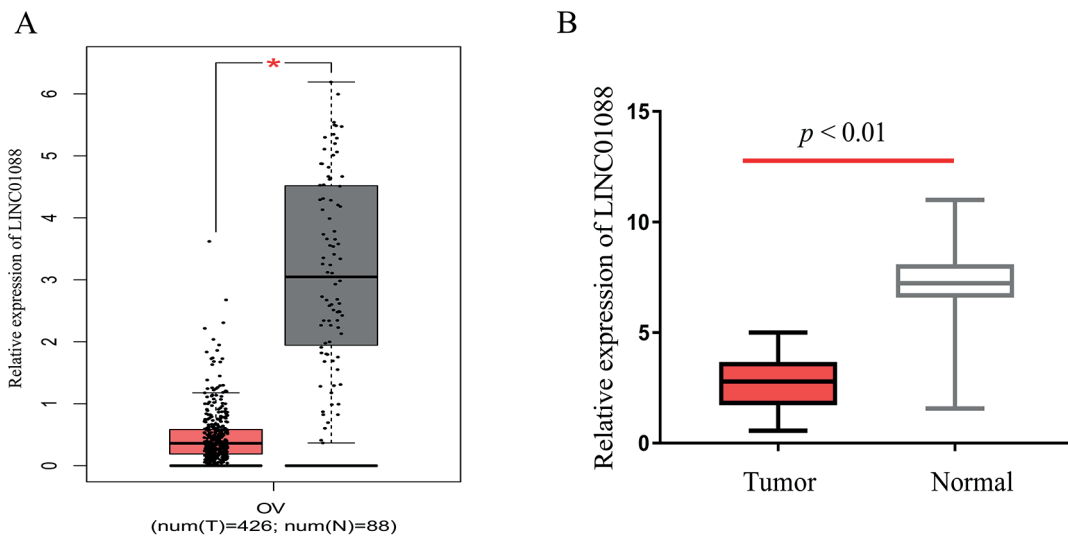 A
Relative expression of LINC01088
6
5
4
3
2
1
0
*
OV
(num(T)=426; num(N)=88)
B
Relative expression of LINC01088
15
10
5
0
p < 0.01
Tumor
Normal